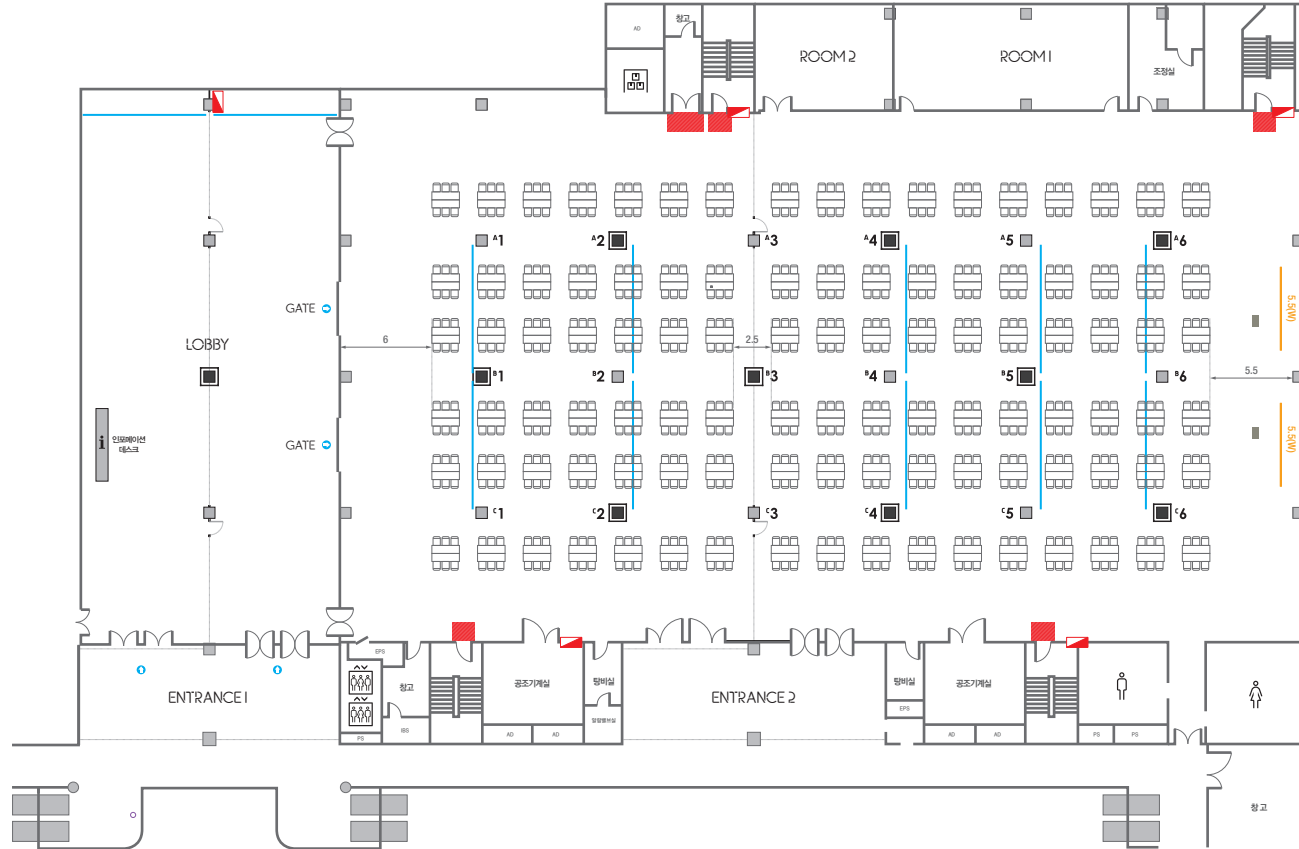 AD
창고
ROOM 2
ROOM 1
조정실
A1
A2
A3
A4
A5
A6
GATE
5.5(W)
LOBBY
6
2.5
B1
B2
B3
B4
B5
B6
5.5
i
인포메이션
데스크
GATE
5.5(W)
C1
C2
C3
C4
C5
C6
EPS
창고
공조기계실
탕비실
탕비실
공조기계실
ENTRANCE 1
ENTRANCE 2
EPS
IBS
PS
AD
AD
AD
AD
PS
PS
창고